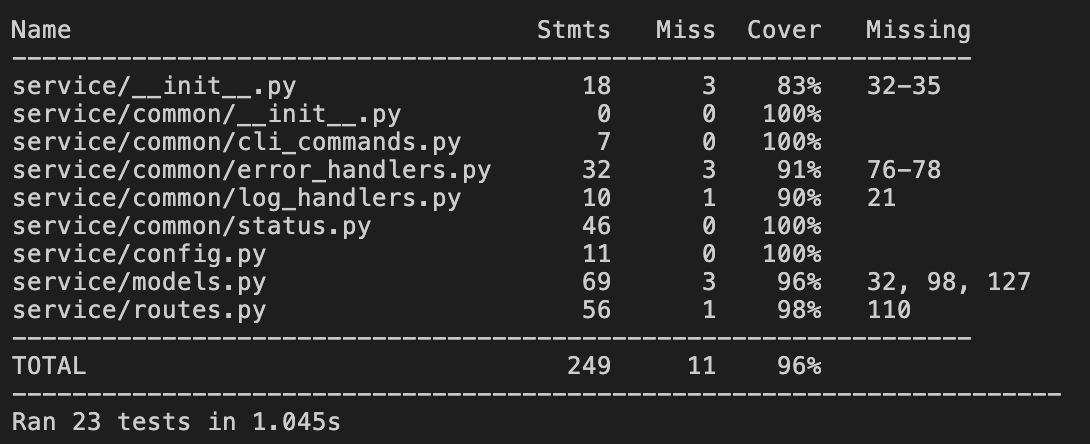 Name                                 Stmts   Miss  Cover   Missing
----------------------------------------------------------------
service/__init__.py                     18      3    83%   32-35
service/common/__init__.py               0      0   100%
service/common/cli_commands.py           7      0   100%
service/common/error_handlers.py        32      3    91%   76-78
service/common/log_handlers.py          10      1    90%   21
service/common/status.py                46      0   100%
service/config.py                       11      0   100%
service/models.py                       69      3    96%   32, 98, 127
service/routes.py                       56      1    98%   110
----------------------------------------------------------------
TOTAL                                  249     11    96%
----------------------------------------------------------------------
Ran 23 tests in 1.045s